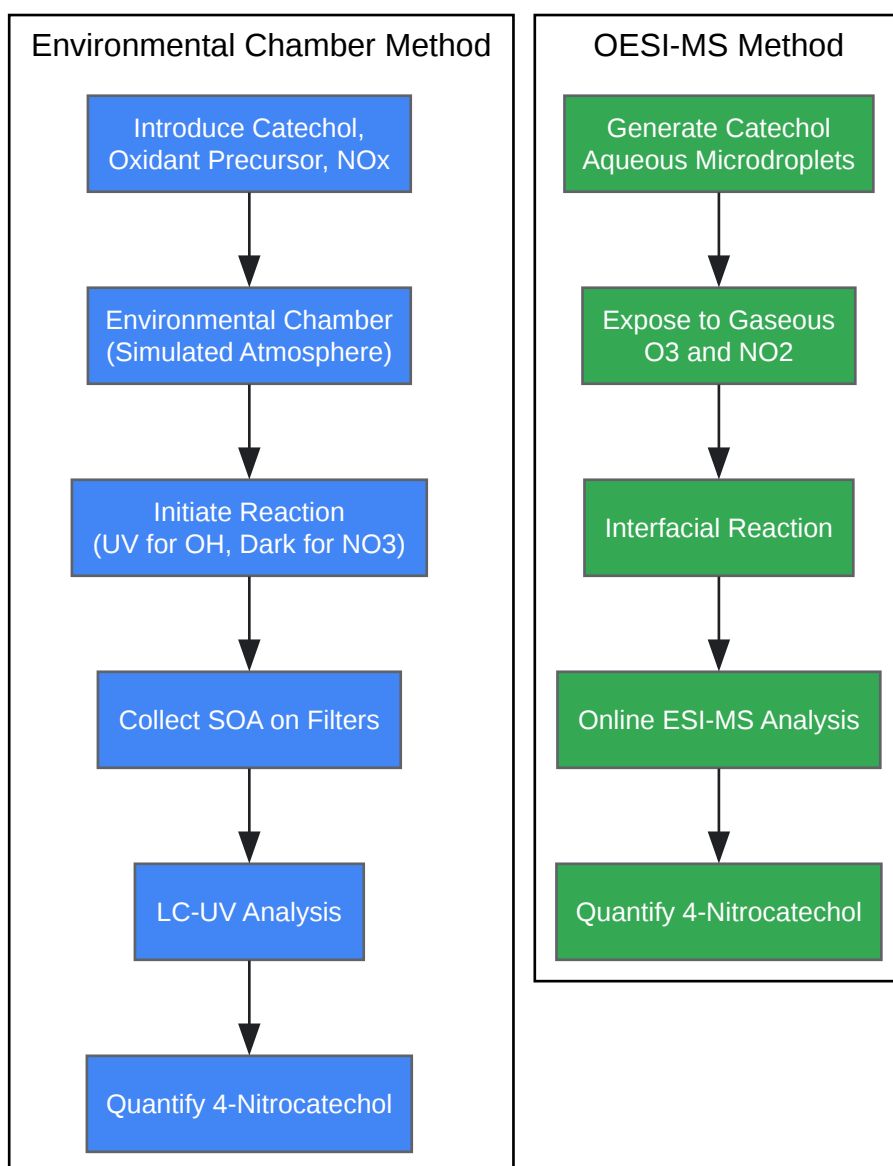 Environmental Chamber Method
Introduce Catechol,
Oxidant Precursor, NOx
Environmental Chamber
(Simulated Atmosphere)
Initiate Reaction
(UV for OH, Dark for NO3)
Collect SOA on Filters
LC-UV Analysis
Quantify 4-Nitrocatechol
OESI-MS Method
Generate Catechol
Aqueous Microdroplets
Expose to Gaseous
O3 and NO2
Interfacial Reaction
Online ESI-MS Analysis
Quantify 4-Nitrocatechol